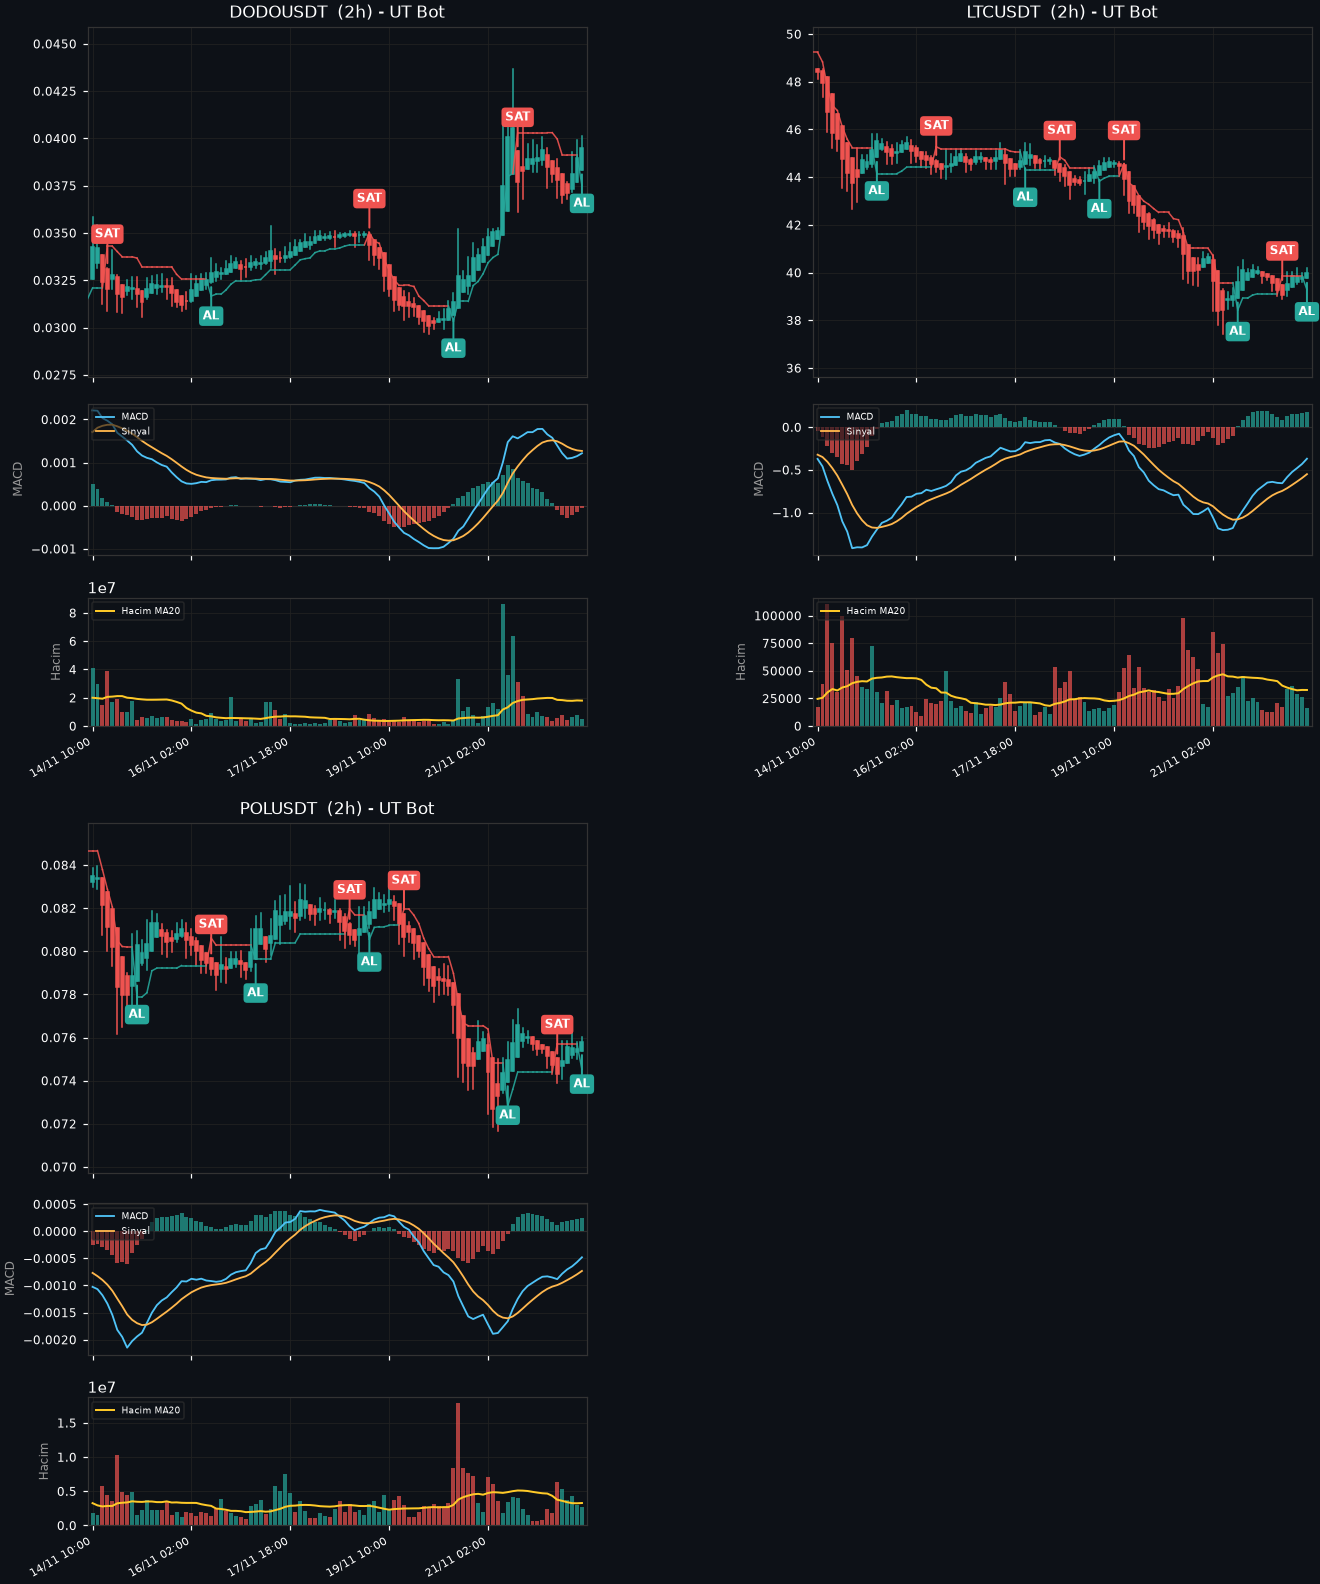 DODOUSDT  (2h) - UT Bot
0.0450
0.0425
0.0400
0.0375
0.0350
0.0325
0.0300
0.0275
SAT
AL
SAT
AL
SAT
AL
MACD
0.002
0.001
0.000
−0.001
MACD
Sinyal
1e7
Hacim
8
6
4
2
0
Hacim MA20
14/11 10:00
16/11 02:00
17/11 18:00
19/11 10:00
21/11 02:00
LTCUSDT  (2h) - UT Bot
50
48
46
44
42
40
38
36
AL
SAT
AL
SAT
AL
SAT
AL
SAT
AL
MACD
0.0
−0.5
−1.0
MACD
Sinyal
Hacim
100000
75000
50000
25000
0
Hacim MA20
14/11 10:00
16/11 02:00
17/11 18:00
19/11 10:00
21/11 02:00
POLUSDT  (2h) - UT Bot
0.084
0.082
0.080
0.078
0.076
0.074
0.072
0.070
AL
SAT
AL
SAT
AL
SAT
AL
SAT
AL
MACD
0.0005
0.0000
−0.0005
−0.0010
−0.0015
−0.0020
MACD
Sinyal
1e7
Hacim
1.5
1.0
0.5
0.0
Hacim MA20
14/11 10:00
16/11 02:00
17/11 18:00
19/11 10:00
21/11 02:00